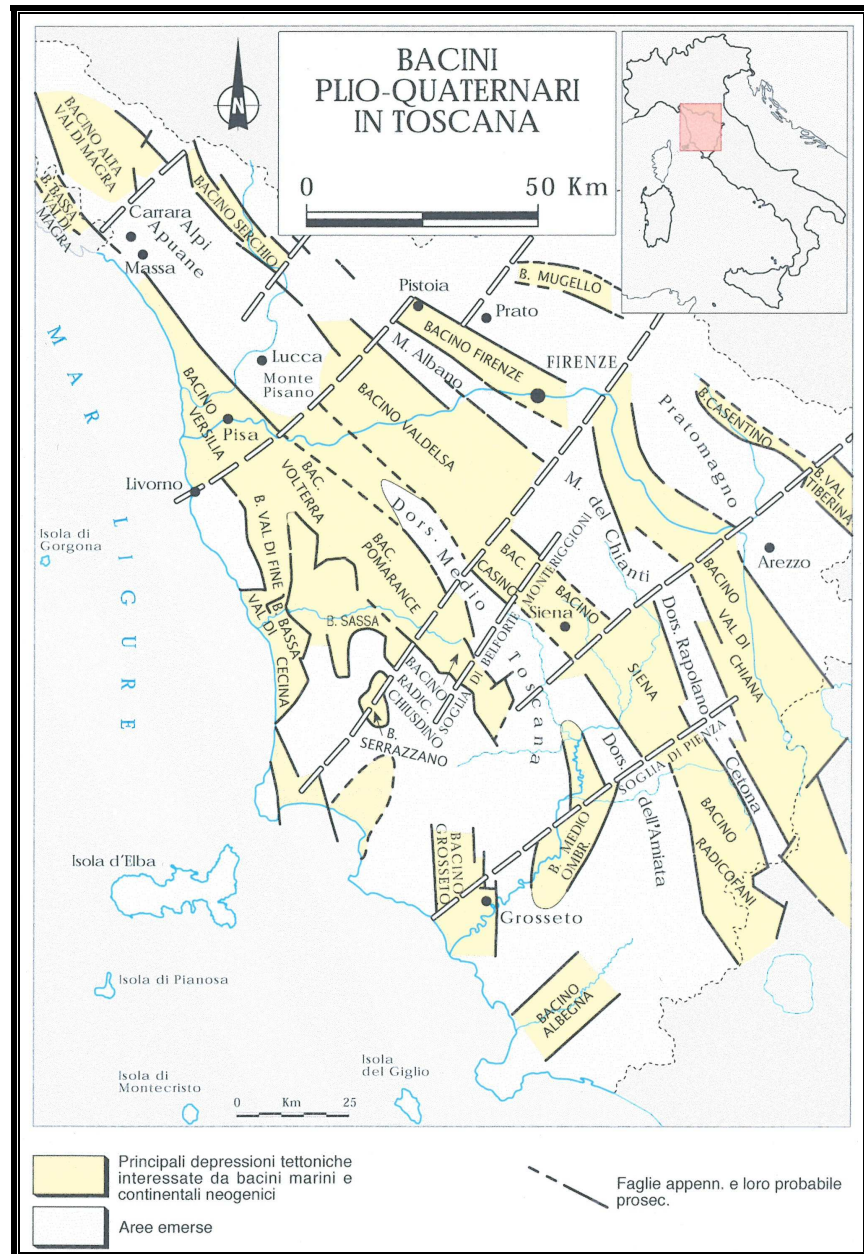 BACINI
PLIO-QUATERNARI
IN TOSCANA
N
0
50 Km
BACINO ALTA
VAL DI MAGRA
B. BASSA
VAL DI
MAGRA
Carrara
Alpi
Apuane
Massa
BACINO SERCHIO
Pistoia
Prato
B. MUGELLO
BACINO FIRENZE
FIRENZE
M. Albano
Lucca
Monte
Pisano
MAR LIGURE
BACINO
VERSILIA
Pisa
BACINO VALDELSA
Pratomagno
B. CASENTINO
B. VAL
TIBERINA
Livorno
BAC.
VOLTERRA
Dors. Medio
Toscana
M. del Chianti
Arezzo
Isola di
Gorgona
B. VAL DI FINE
BAC.
POMARANCE
BAC.
CASINO
SOGLIA DI BELFORTE MONTERIGGIONI
BACINO
SIENA
Siena
BACINO
VAL DI
CHIANA
B. BASSA
VAL DI
CECINA
B. SASSA
BACINO
RADIC.
CHIUSDINO
B.
SERRAZZANO
Dors. Rapolano
Cetona
SOGLIA DI PIENZA
Dors.
dell'Amiata
BACINO
RADICOFANI
B. MEDIO
OMBR.
BACINO
GROSSETO
Grosseto
Isola d'Elba
Isola di Pianosa
BACINO
ALBEGNA
Isola di
Montecristo
Isola
del Giglio
0 Km 25
Principali depressioni tettoniche
interessate da bacini marini e
continentali neogenici
Aree emerse
Faglie appenn. e loro probabile
prosec.